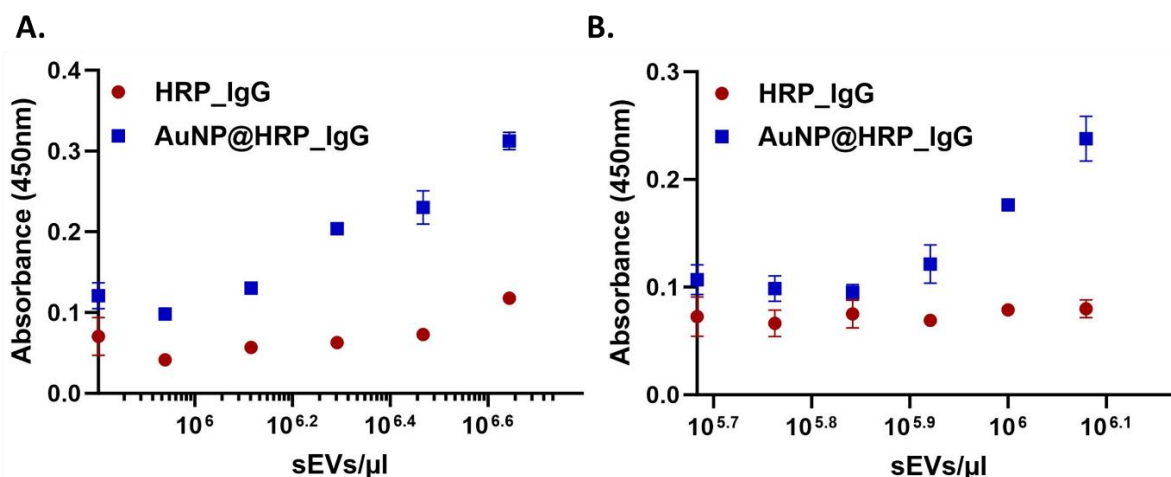 A.
0.4
0.3
0.2
0.1
0.0
Absorbance (450nm)
HRP_IgG
AuNP@HRP_IgG
10^6
10^6.2
10^6.4
10^6.6
sEVs/µl
B.
0.3
0.2
0.1
0.0
Absorbance (450nm)
HRP_IgG
AuNP@HRP_IgG
10^5.7
10^5.8
10^5.9
10^6
10^6.1
sEVs/µl